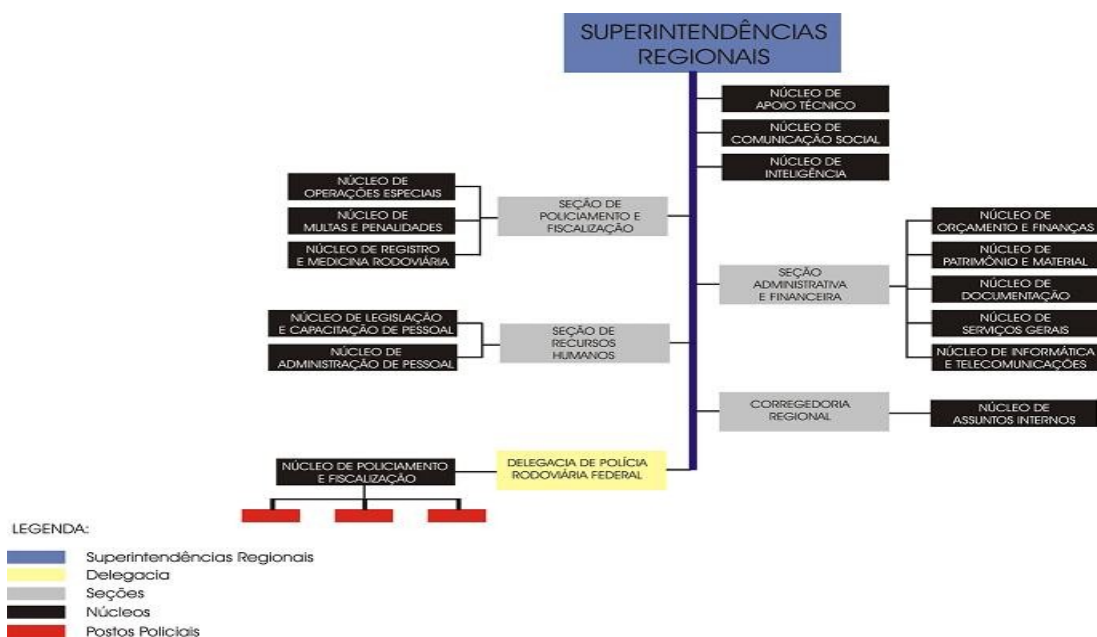 SUPERINTENDÊNCIAS
REGIONAIS
NÚCLEO DE
APOIO TÉCNICO
NÚCLEO DE
COMUNICAÇÃO SOCIAL
NÚCLEO DE
INTELIGÊNCIA
NÚCLEO DE
OPERAÇÕES ESPECIAIS
NÚCLEO DE
MULTAS E PENALIDADES
NÚCLEO DE REGISTRO
E MEDICINA RODOVIÁRIA
SEÇÃO DE
POLICIAMENTO E
FISCALIZAÇÃO
SEÇÃO
ADMINISTRATIVA
E FINANCEIRA
NÚCLEO DE
ORÇAMENTO E FINANÇAS
NÚCLEO DE
PATRIMÔNIO E MATERIAL
NÚCLEO DE
DOCUMENTAÇÃO
NÚCLEO DE
SERVIÇOS GERAIS
NÚCLEO DE INFORMÁTICA
E TELECOMUNICAÇÕES
NÚCLEO DE LEGISLAÇÃO
E CAPACITAÇÃO DE PESSOAL
NÚCLEO DE
ADMINISTRAÇÃO DE PESSOAL
SEÇÃO DE
RECURSOS
HUMANOS
CORREGEDORIA
REGIONAL
NÚCLEO DE
ASSUNTOS INTERNOS
NÚCLEO DE POLICIAMENTO
E FISCALIZAÇÃO
DELEGACIA DE POLÍCIA
RODOVIÁRIA FEDERAL
LEGENDA:
Superintendências Regionais
Delegacia
Seções
Núcleos
Postos Policiais